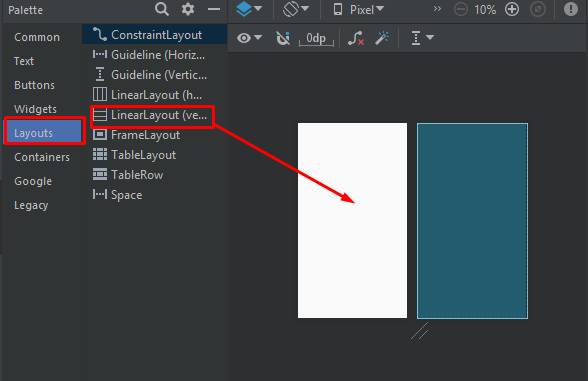 Palette
Pixel
10%
0dp
Common
Text
Buttons
Widgets
Layouts
Containers
Google
Legacy
ConstraintLayout
Guideline (Horiz...
Guideline (Vertic...
LinearLayout (h...
LinearLayout (ve...
FrameLayout
TableLayout
TableRow
Space